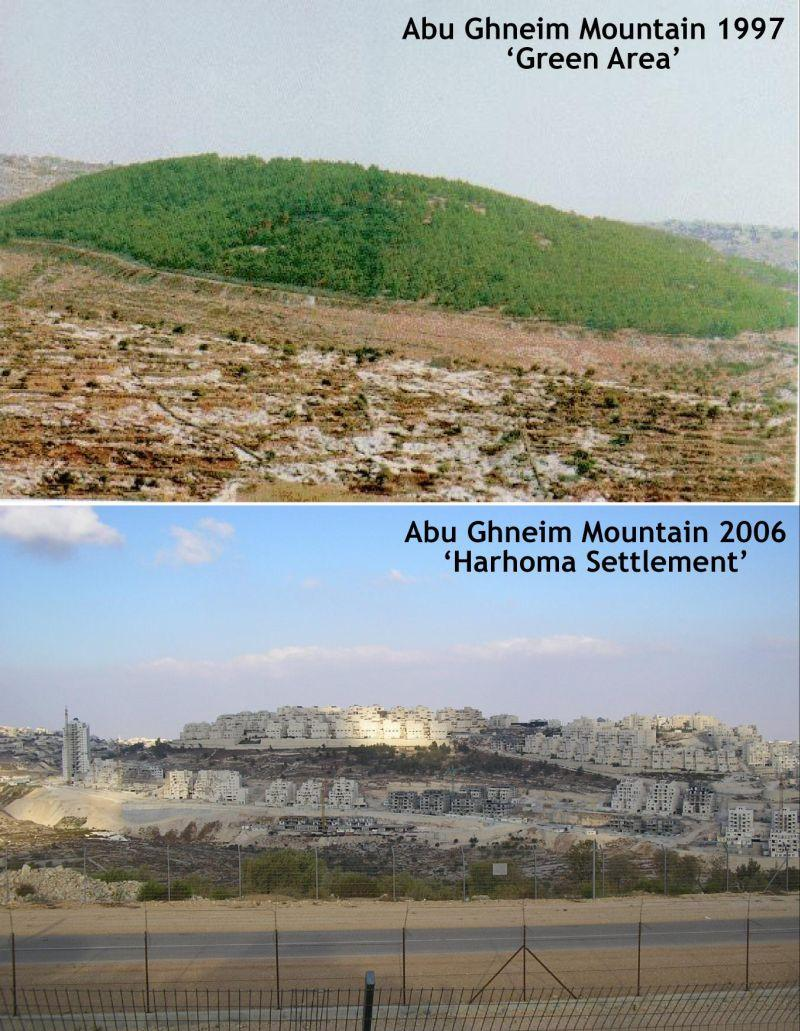 Abu Ghneim Mountain 1997
‘Green Area’
Abu Ghneim Mountain 2006
‘Harhoma Settlement’